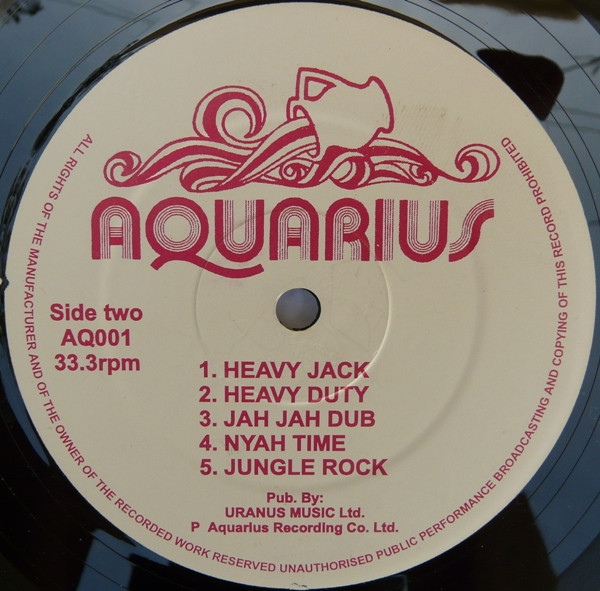 AQUARIUS
Side two
AQ001
33.3rpm
1. HEAVY JACK
2. HEAVY DUTY
3. JAH JAH DUB
4. NYAH TIME
5. JUNGLE ROCK
Pub. By:
URANUS MUSIC Ltd.
P Aquarius Recording Co. Ltd.
ALL RIGHTS OF THE MANUFACTURER AND OF THE OWNER OF THE RECORDED WORK RESERVED UNAUTHORISED PUBLIC PERFORMANCE BROADCASTING AND COPYING OF THIS RECORD PROHIBITED